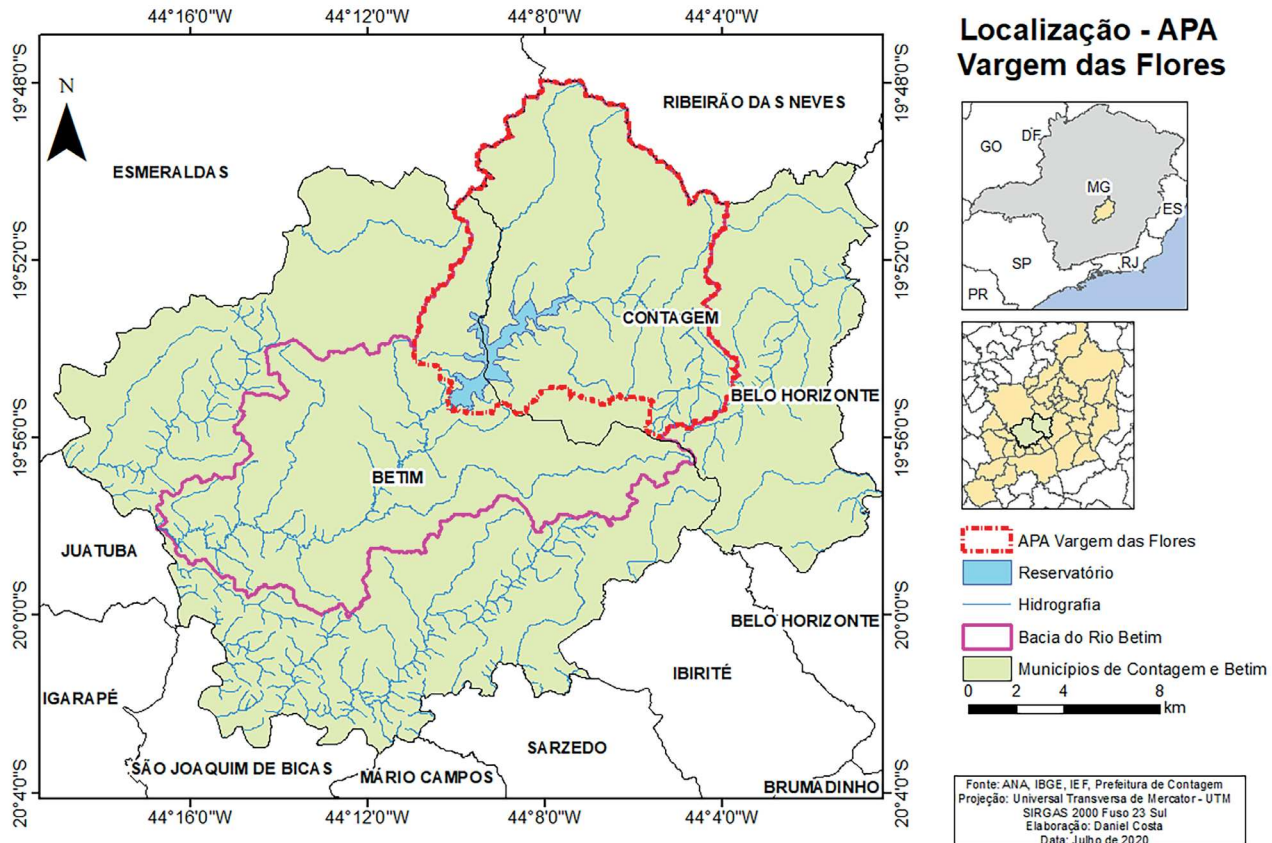 44°16'0"W
44°12'0"W
44°8'0"W
44°4'0"W
19°48'0"S
19°52'0"S
19°56'0"S
20°0'0"S
20°4'0"S
N
RIBEIRÃO DAS NEVES
ESMERALDAS
CONTAGEM
BELO HORIZONTE
BETIM
JUATUBA
BELO HORIZONTE
IBIRITÉ
IGARAPÉ
SARZEDO
SÃO JOAQUIM DE BICAS
MÁRIO CAMPOS
BRUMADINHO
19°48'0"S
19°52'0"S
19°56'0"S
20°0'0"S
20°4'0"S
44°16'0"W
44°12'0"W
44°8'0"W
44°4'0"W
Localização - APA
Vargem das Flores
GO
DF
MG
ES
SP
RJ
PR
APA Vargem das Flores
Reservatório
Hidrografia
Bacia do Rio Betim
Municípios de Contagem e Betim
0 2 4 8
km
Fonte: ANA, IBGE, IEF, Prefeitura de Contagem
Projeção: Universal Transversa de Mercator - UTM
SIRGAS 2000 Fuso 23 Sul
Elaboração: Daniel Costa
Data: Julho de 2020